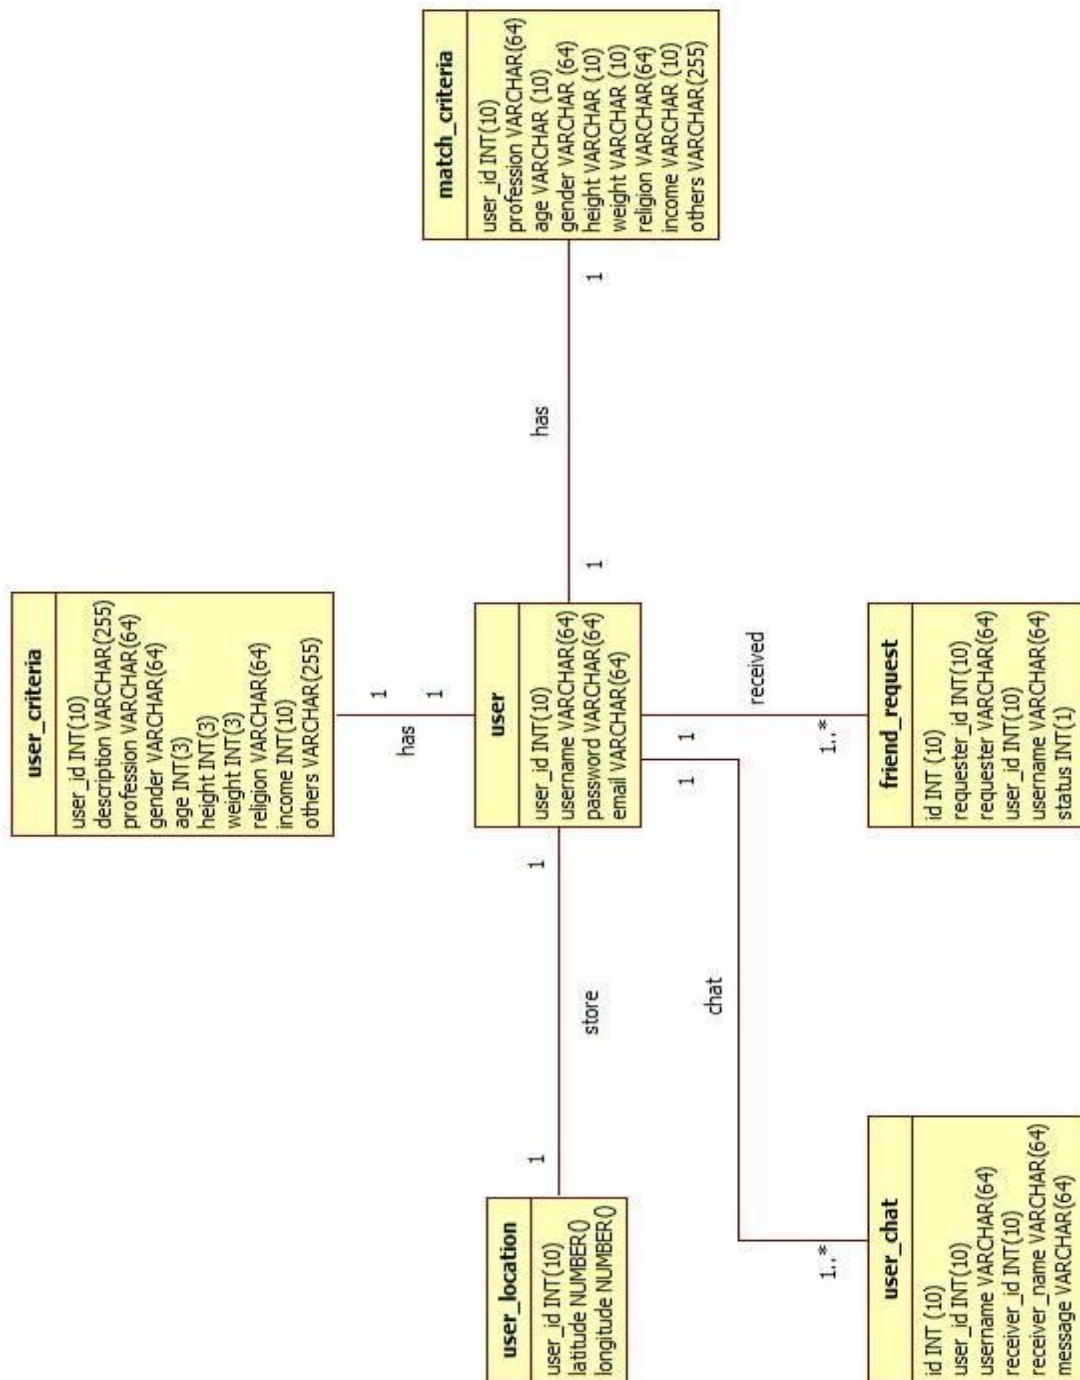 user_criteria
user_id INT(10)
description VARCHAR(255)
profession VARCHAR(64)
gender VARCHAR(64)
age INT(3)
height INT(3)
weight INT(3)
religion VARCHAR(64)
income INT(10)
others VARCHAR(255)
1
has
1
user_location
user_id INT(10)
latitude NUMBER()
longitude NUMBER()
1
store
1
user
user_id INT(10)
username VARCHAR(64)
password VARCHAR(64)
email VARCHAR(64)
1
has
1
match_criteria
user_id INT(10)
profession VARCHAR(64)
age VARCHAR (10)
gender VARCHAR (64)
height VARCHAR (10)
weight VARCHAR (10)
religion VARCHAR(64)
income VARCHAR (10)
others VARCHAR(255)
1
1
chat
received
1..*
1..*
user_chat
id INT (10)
user_id INT(10)
username VARCHAR(64)
receiver_id INT(10)
receiver_name VARCHAR(64)
message VARCHAR(64)
friend_request
id INT (10)
requester_id INT(10)
requester VARCHAR(64)
user_id INT(10)
username VARCHAR(64)
status INT(1)